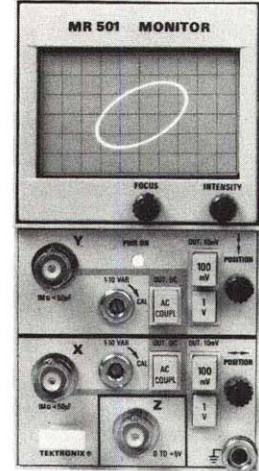 MR 501 MONITOR
FOCUS INTENSITY
Y PWR ON OUT. 10mV
1-10 VAR OUT. DC 100 mV POSITION
CAL AC COUPL 1 V
1MΩ <50pf
X 1-10 VAR OUT. DC OUT. 10mV
CAL AC COUPL 100 mV POSITION
1MΩ <50pf 1 V
Z
TEKTRONIX® 0 TO +5V